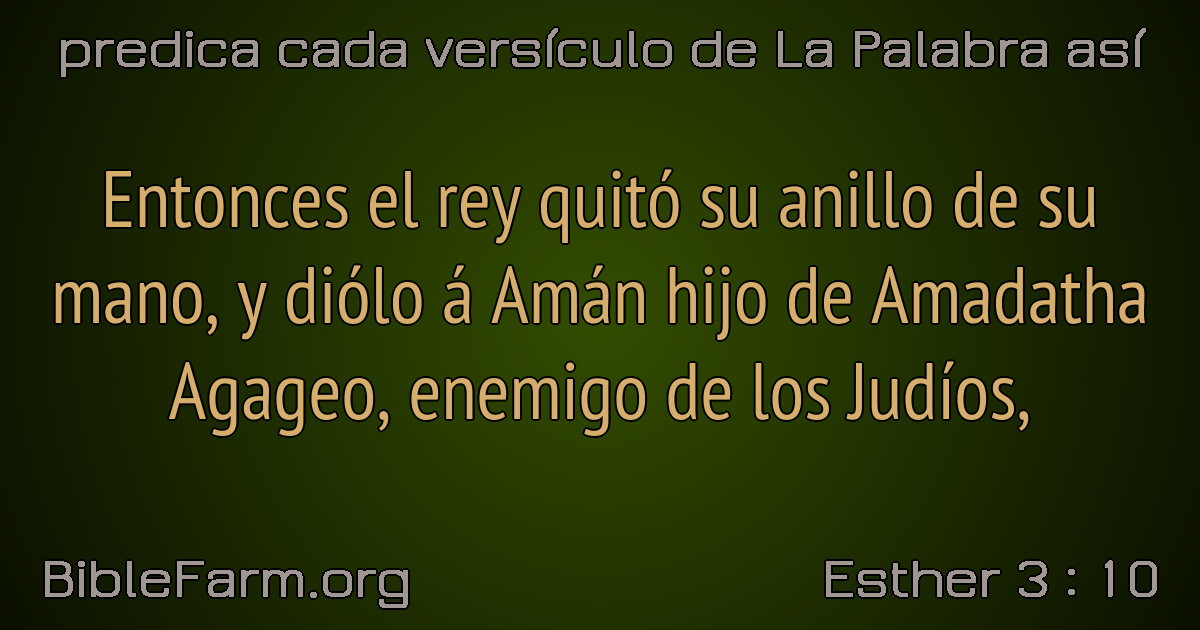 predica cada versículo de La Palabra así
Entonces el rey quitó su anillo de su
mano, y diólo á Amán hijo de Amadatha
Agageo, enemigo de los Judíos,
BibleFarm.org
Esther 3 : 10